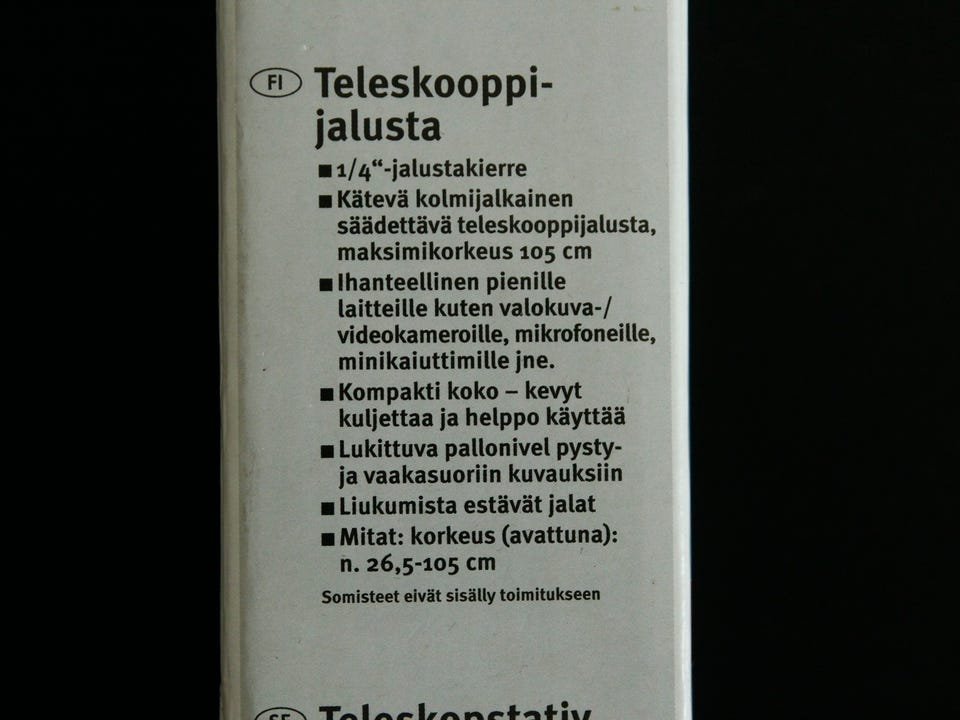 FI Teleskooppi-
jalusta
■ 1/4“-jalustakierre
■ Kätevä kolmijalkainen
säädettävä teleskooppijalusta,
maksimikorkeus 105 cm
■ Ihanteellinen pienille
laitteille kuten valokuva-/
videokameroille, mikrofoneille,
minikaiuttimille jne.
■ Kompakti koko – kevyt
kuljettaa ja helppo käyttää
■ Lukittuva pallonivel pysty-
ja vaakasuoriin kuvauksiin
■ Liukumista estävät jalat
■ Mitat: korkeus (avattuna):
n. 26,5-105 cm
Somisteet eivät sisälly toimitukseen
SE Teleskopstativ